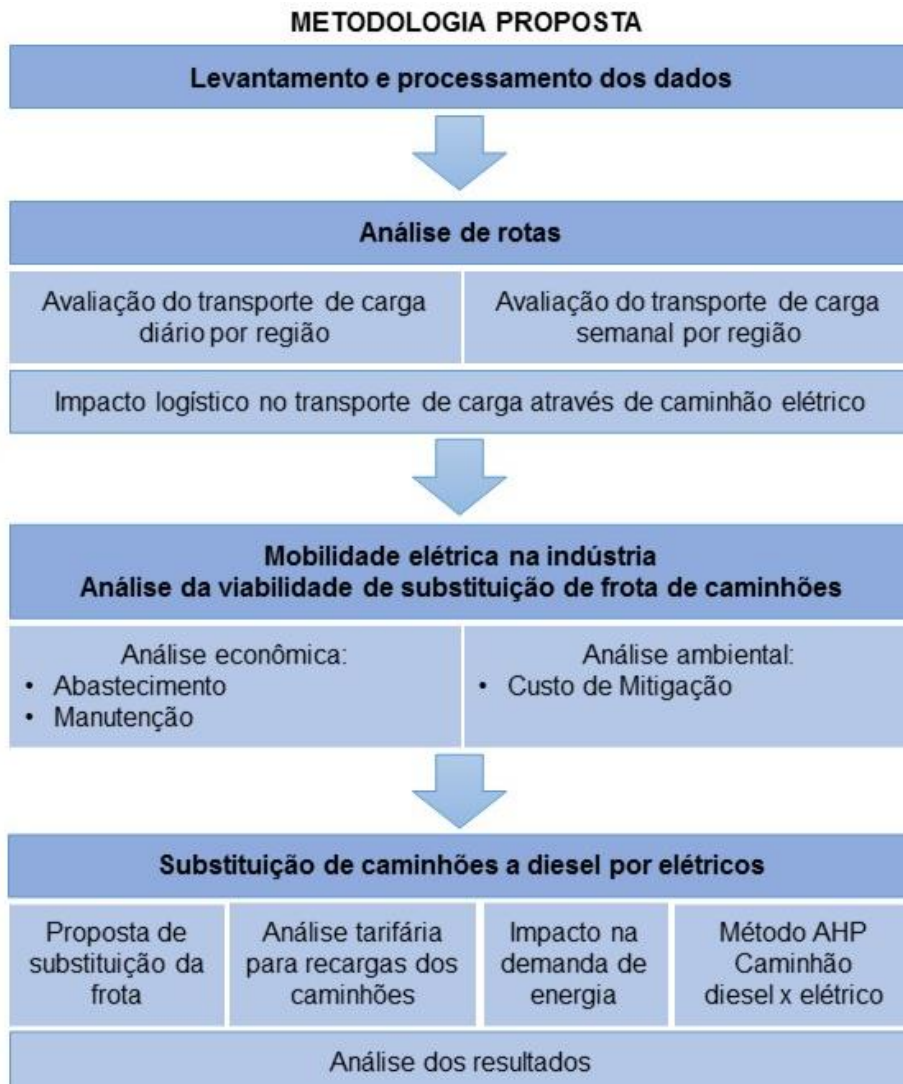 METODOLOGIA PROPOSTA
Levantamento e processamento dos dados
Análise de rotas
Avaliação do transporte de carga
diário por região
Avaliação do transporte de carga
semanal por região
Impacto logístico no transporte de carga através de caminhão elétrico
Mobilidade elétrica na indústria
Análise da viabilidade de substituição de frota de caminhões
Análise econômica:
• Abastecimento
• Manutenção
Análise ambiental:
• Custo de Mitigação
Substituição de caminhões a diesel por elétricos
Proposta de
substituição da
frota
Análise tarifária
para recargas dos
caminhões
Impacto na
demanda de
energia
Método AHP
Caminhão
diesel x elétrico
Análise dos resultados